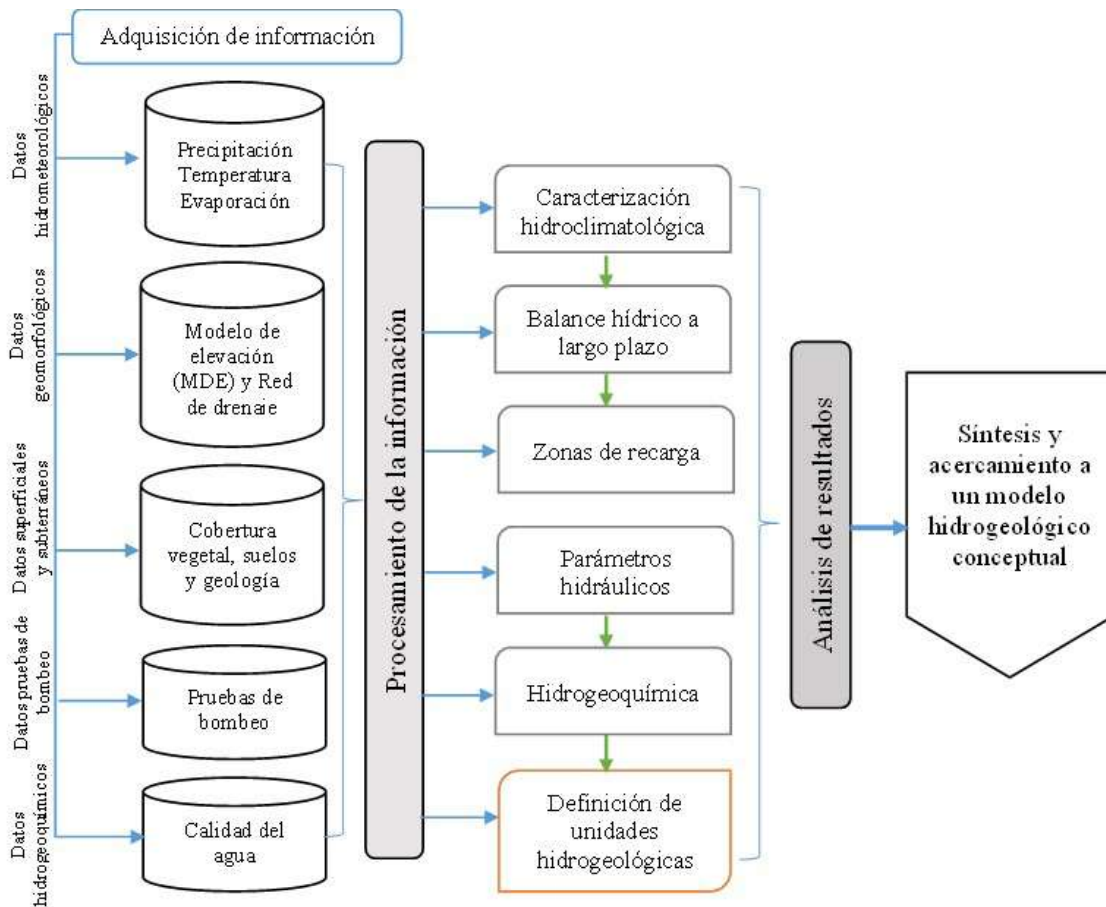 Adquisición de información
Datos
hidrometeorológicos
Precipitación
Temperatura
Evaporación
Datos
geomorfológicos
Modelo de
elevación
(MDE) y Red
de drenaje
Datos superficiales
y subterráneos
Cobertura
vegetal, suelos
y geología
Datos pruebas de
bombeo
Pruebas de
bombeo
Datos
hidrogeoquímicos
Calidad del
agua
Procesamiento de la información
Caracterización
hidroclimatológica
Balance hídrico a
largo plazo
Zonas de recarga
Parámetros
hidráulicos
Hidrogeoquímica
Definición de
unidades
hidrogeológicas
Análisis de resultados
Síntesis y
acercamiento a
un modelo
hidrogeológico
conceptual